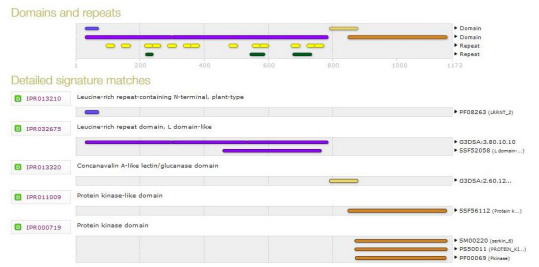 Domains and repeats
Domain
Domain
Repeat
Repeat
1 200 400 600 800 1000 1173
Detailed signature matches
D IPR013210 Leucine-rich repeat-containing N-terminal, plant-type
PF08263 (LRRNT_2)
D IPR032675 Leucine-rich repeat domain, L domain-like
G3DSA:3.80.10.10
SSF52058 (L domain-...)
D IPR013320 Concanavalin A-like lectin/glucanase domain
G3DSA:2.60.12...
D IPR011009 Protein kinase-like domain
SSF56112 (Protein k...)
D IPR000719 Protein kinase domain
SM00220 (serkin_6)
PS50011 (PROTEIN_KI...)
PF00069 (Pkinase)